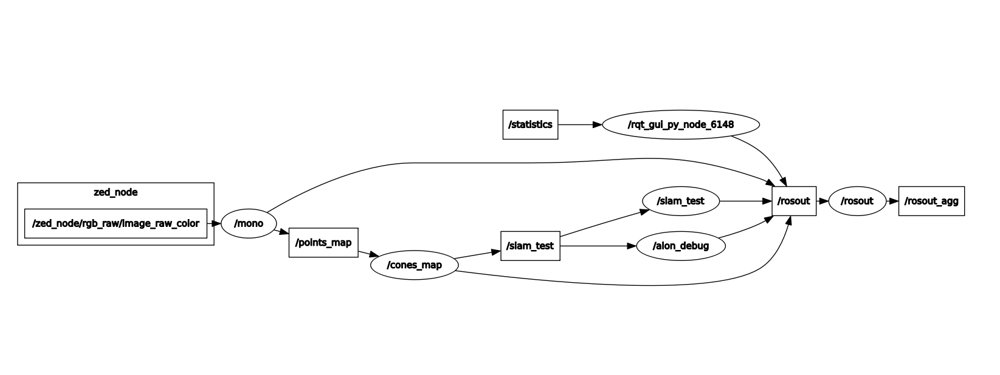 /statistics
/rqt_gui_py_node_6148
zed_node
/zed_node/rgb_raw/image_raw_color
/mono
/points_map
/cones_map
/slam_test
/slam_test
/alon_debug
/rosout
/rosout
/rosout_agg